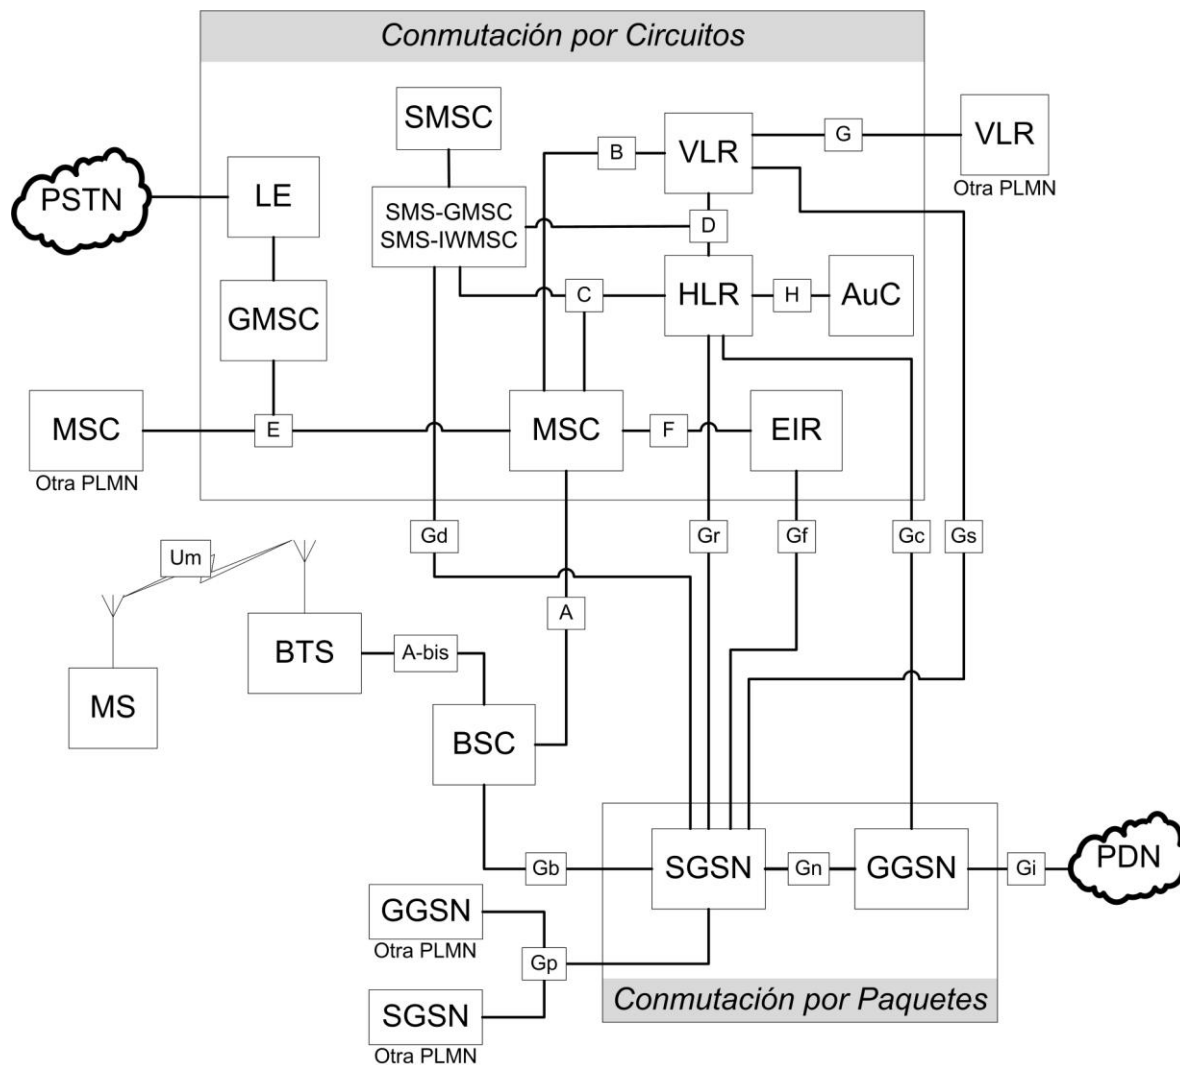 Conmutación por Circuitos
SMSC
VLR
G
VLR
Otra PLMN
B
PSTN
LE
SMS-GMSC
SMS-IWMSC
D
GMSC
C
HLR
H
AuC
MSC
Otra PLMN
E
MSC
F
EIR
Gd
Gr
Gf
Gc
Gs
Um
A
BTS
A-bis
MS
BSC
SGSN
Gn
GGSN
Gi
PDN
Gb
GGSN
Otra PLMN
Gp
SGSN
Otra PLMN
Conmutación por Paquetes